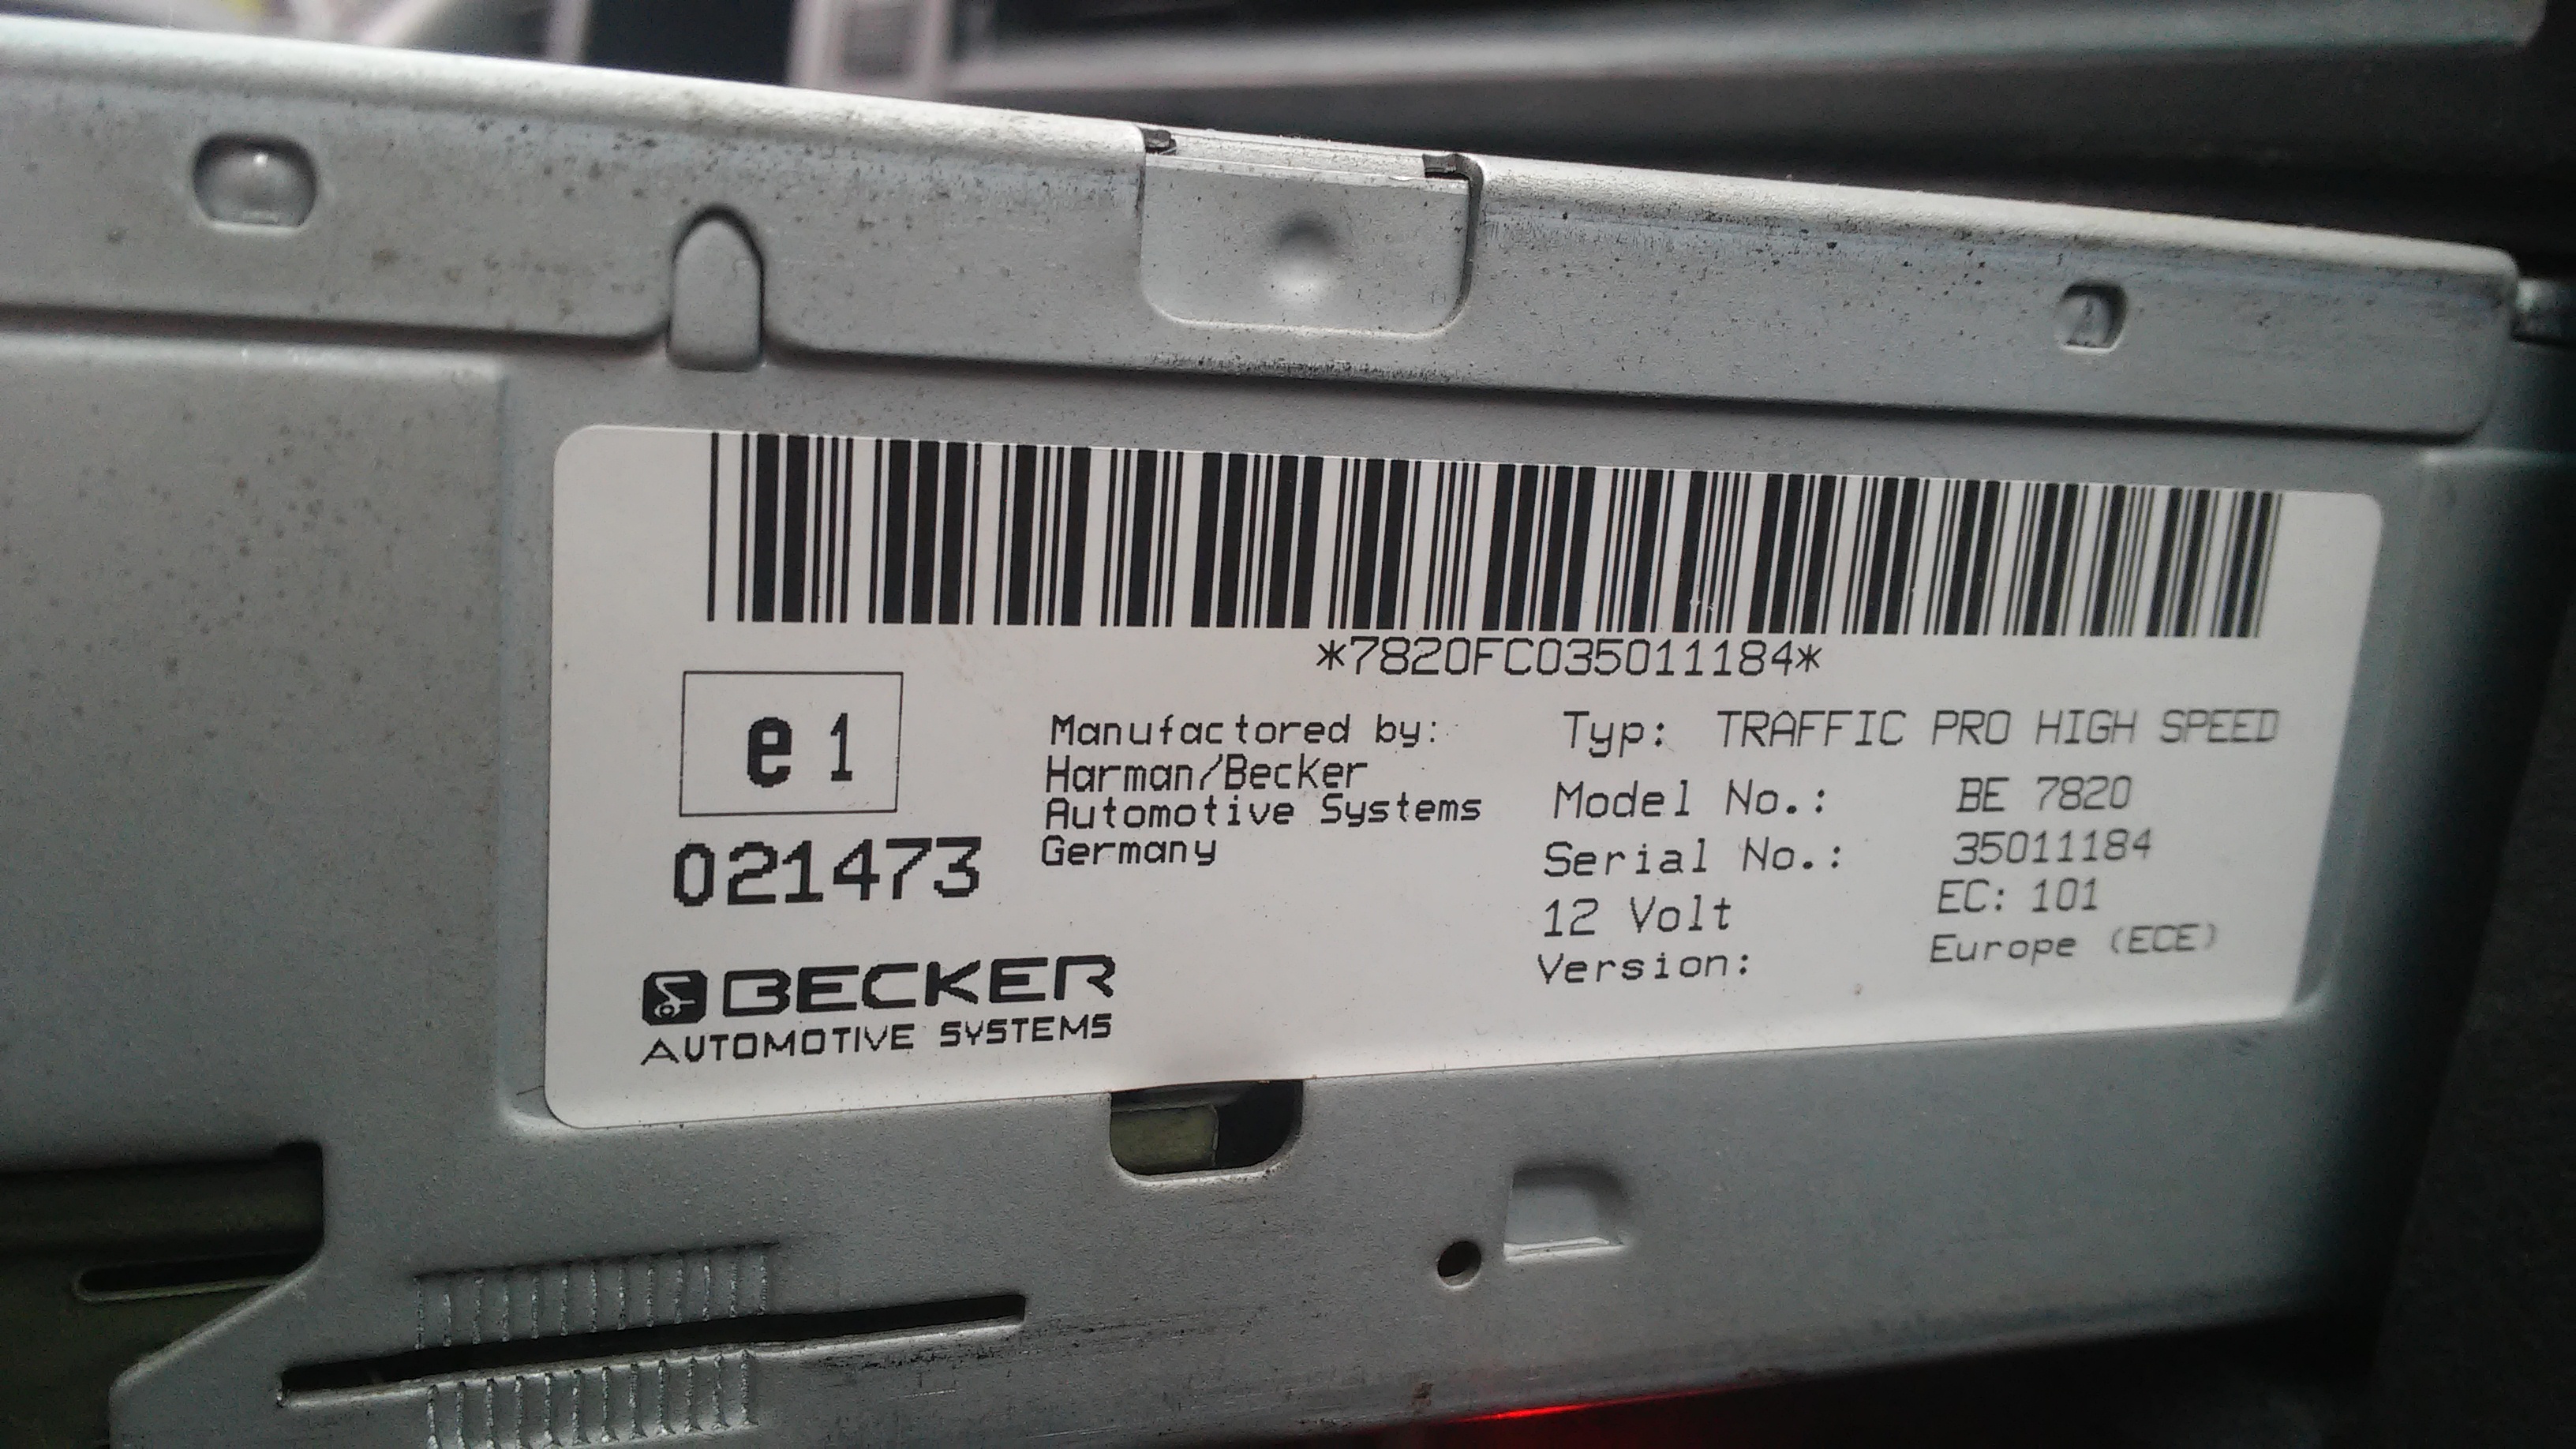 *7820FC035011184*
e1
021473
Manufactored by:
Harman/Becker
Automotive Systems
Germany
Typ: TRAFFIC PRO HIGH SPEED
Model No.: BE 7820
Serial No.: 35011184
12 Volt EC: 101
Version: Europe (ECE)
BECKER
AUTOMOTIVE SYSTEMS